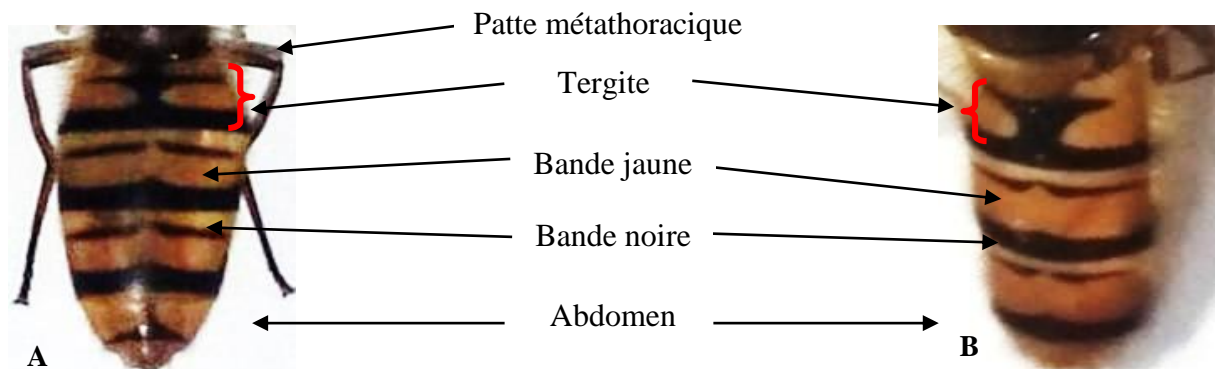 Patte métathoracique
Tergite
Bande jaune
Bande noire
Abdomen
A
B